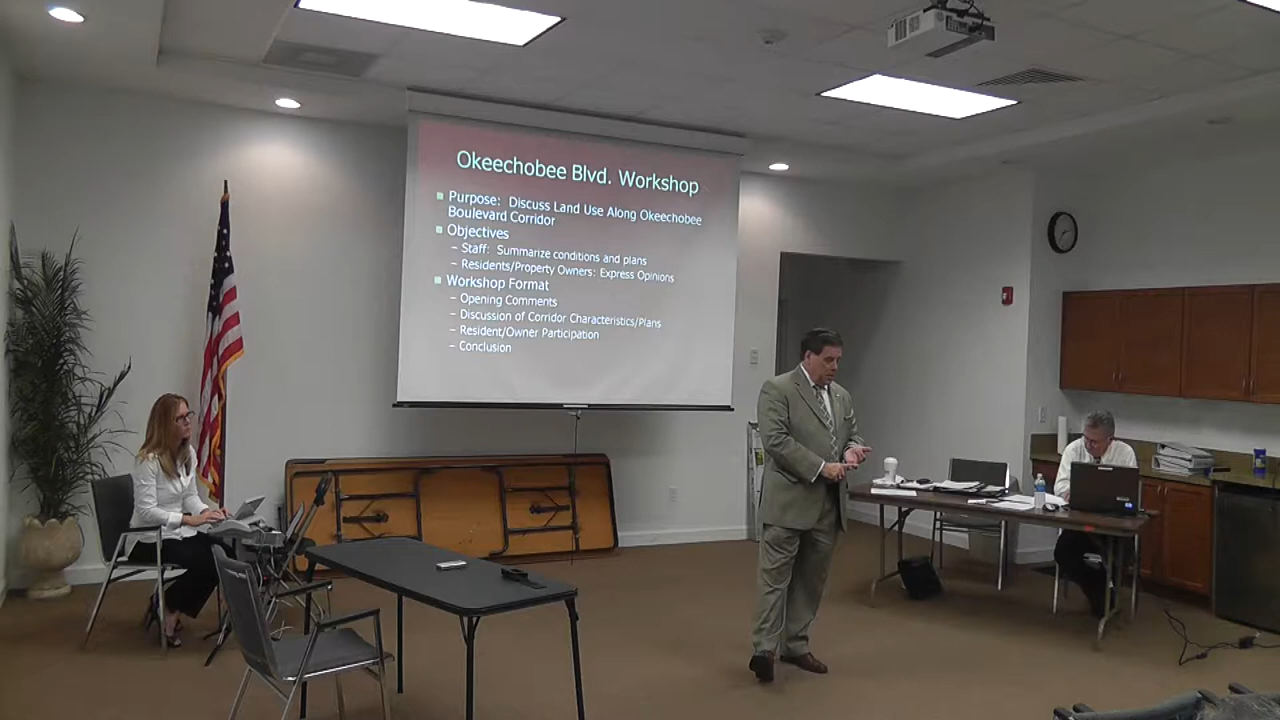 Okeechobee Blvd. Workshop
Purpose: Discuss Land Use Along Okeechobee
Boulevard Corridor
Objectives
– Staff: Summarize conditions and plans
– Residents/Property Owners: Express Opinions
Workshop Format
– Opening Comments
– Discussion of Corridor Characteristics/Plans
– Resident/Owner Participation
– Conclusion